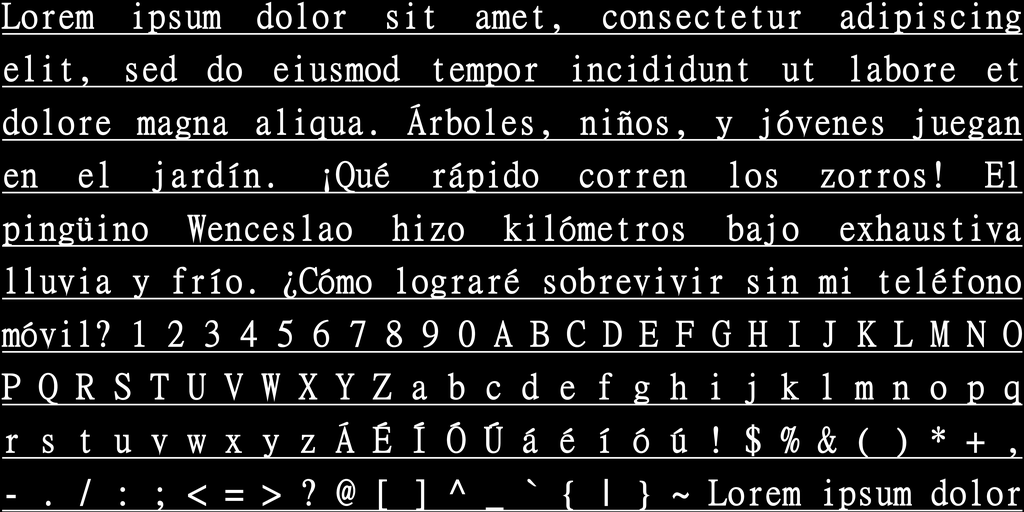 Lorem ipsum dolor sit amet, consectetur adipiscing
elit, sed do eiusmod tempor incididunt ut labore et
dolore magna aliqua. Árboles, niños, y jóvenes juegan
en el jardín. ¡Qué rápido corren los zorros! El
pingüino Wenceslao hizo kilómetros bajo exhaustiva
lluvia y frío. ¿Cómo lograré sobrevivir sin mi teléfono
móvil? 1 2 3 4 5 6 7 8 9 0 A B C D E F G H I J K L M N O
P Q R S T U V W X Y Z a b c d e f g h i j k l m n o p q
r s t u v w x y z Á É Í Ó Ú á é í ó ú ! $ % & ( ) * + ,
- . / : ; < = > ? @ [ ] ^ _ ` { | } ~ Lorem ipsum dolor